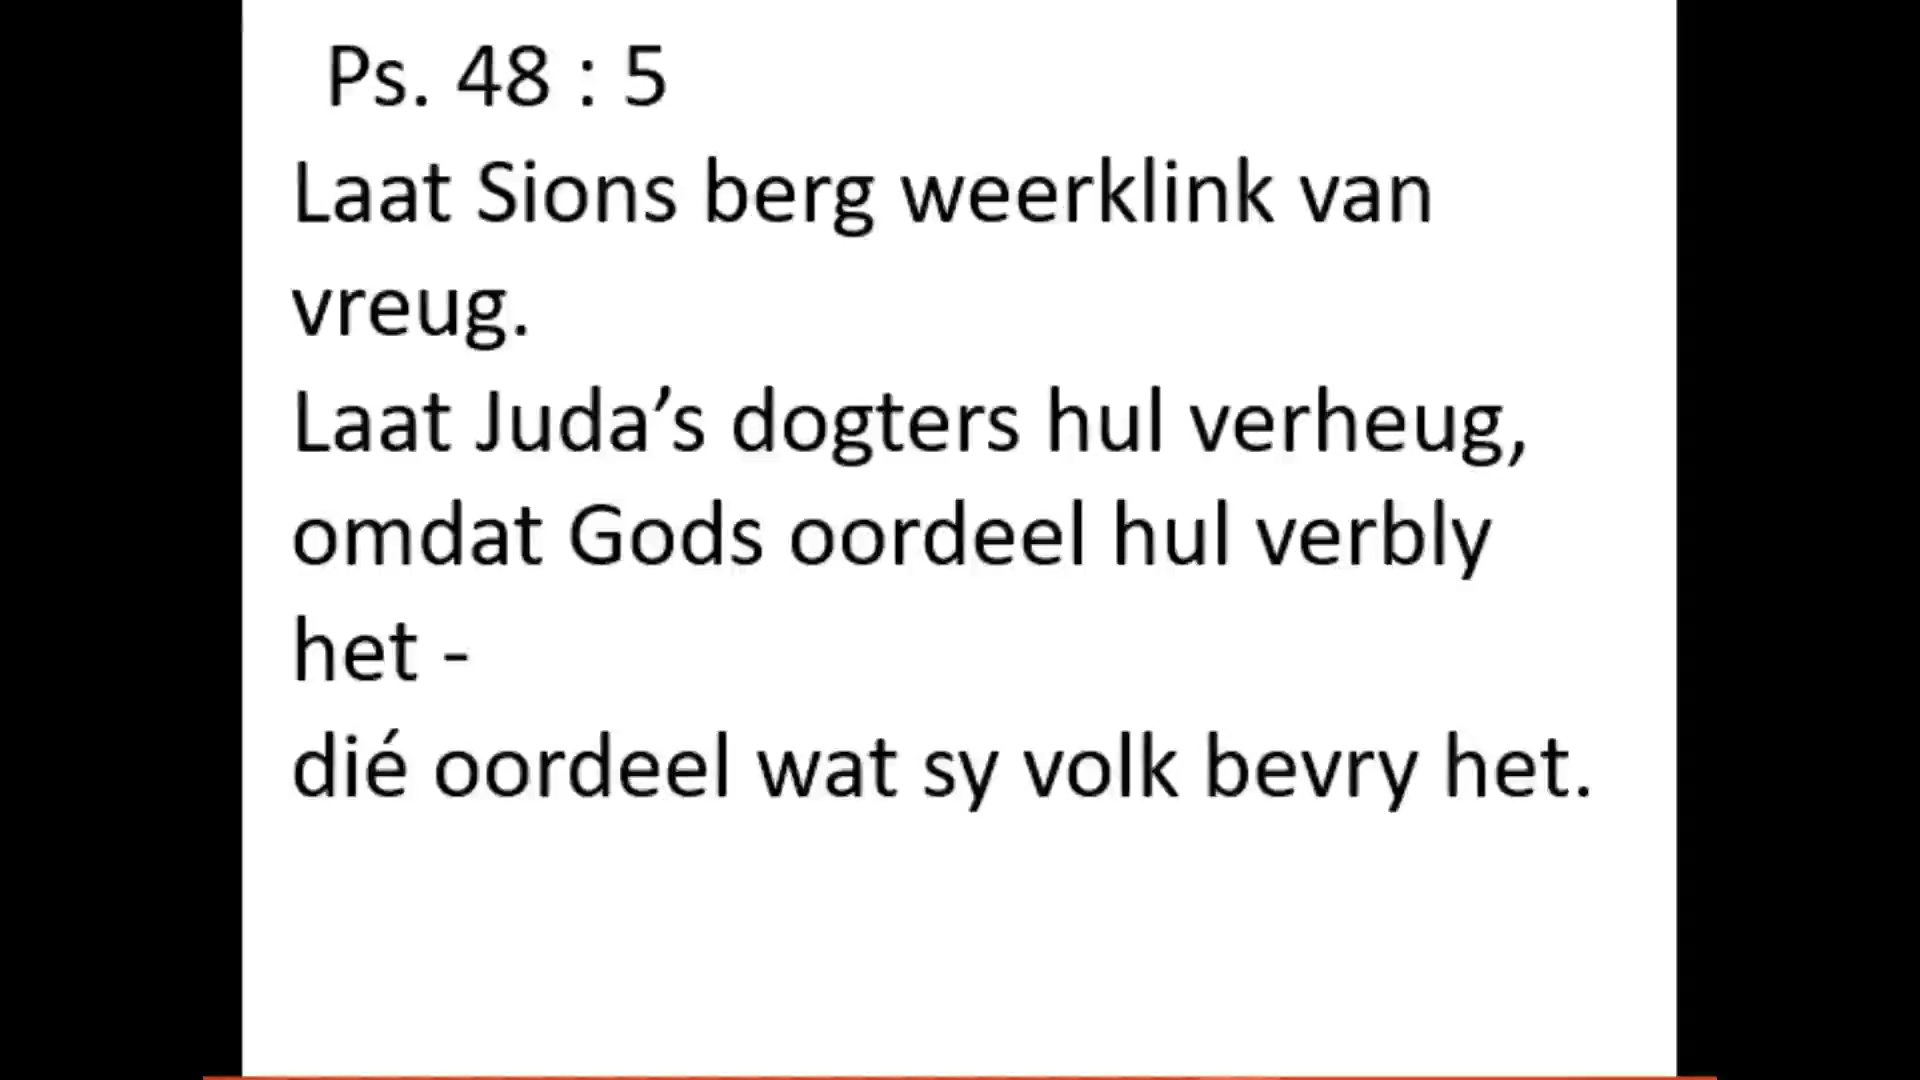 Ps. 48 : 5
Laat Sions berg weerklink van
vreug.
Laat Juda’s dogters hul verheug,
omdat Gods oordeel hul verbly
het -
dié oordeel wat sy volk bevry het.